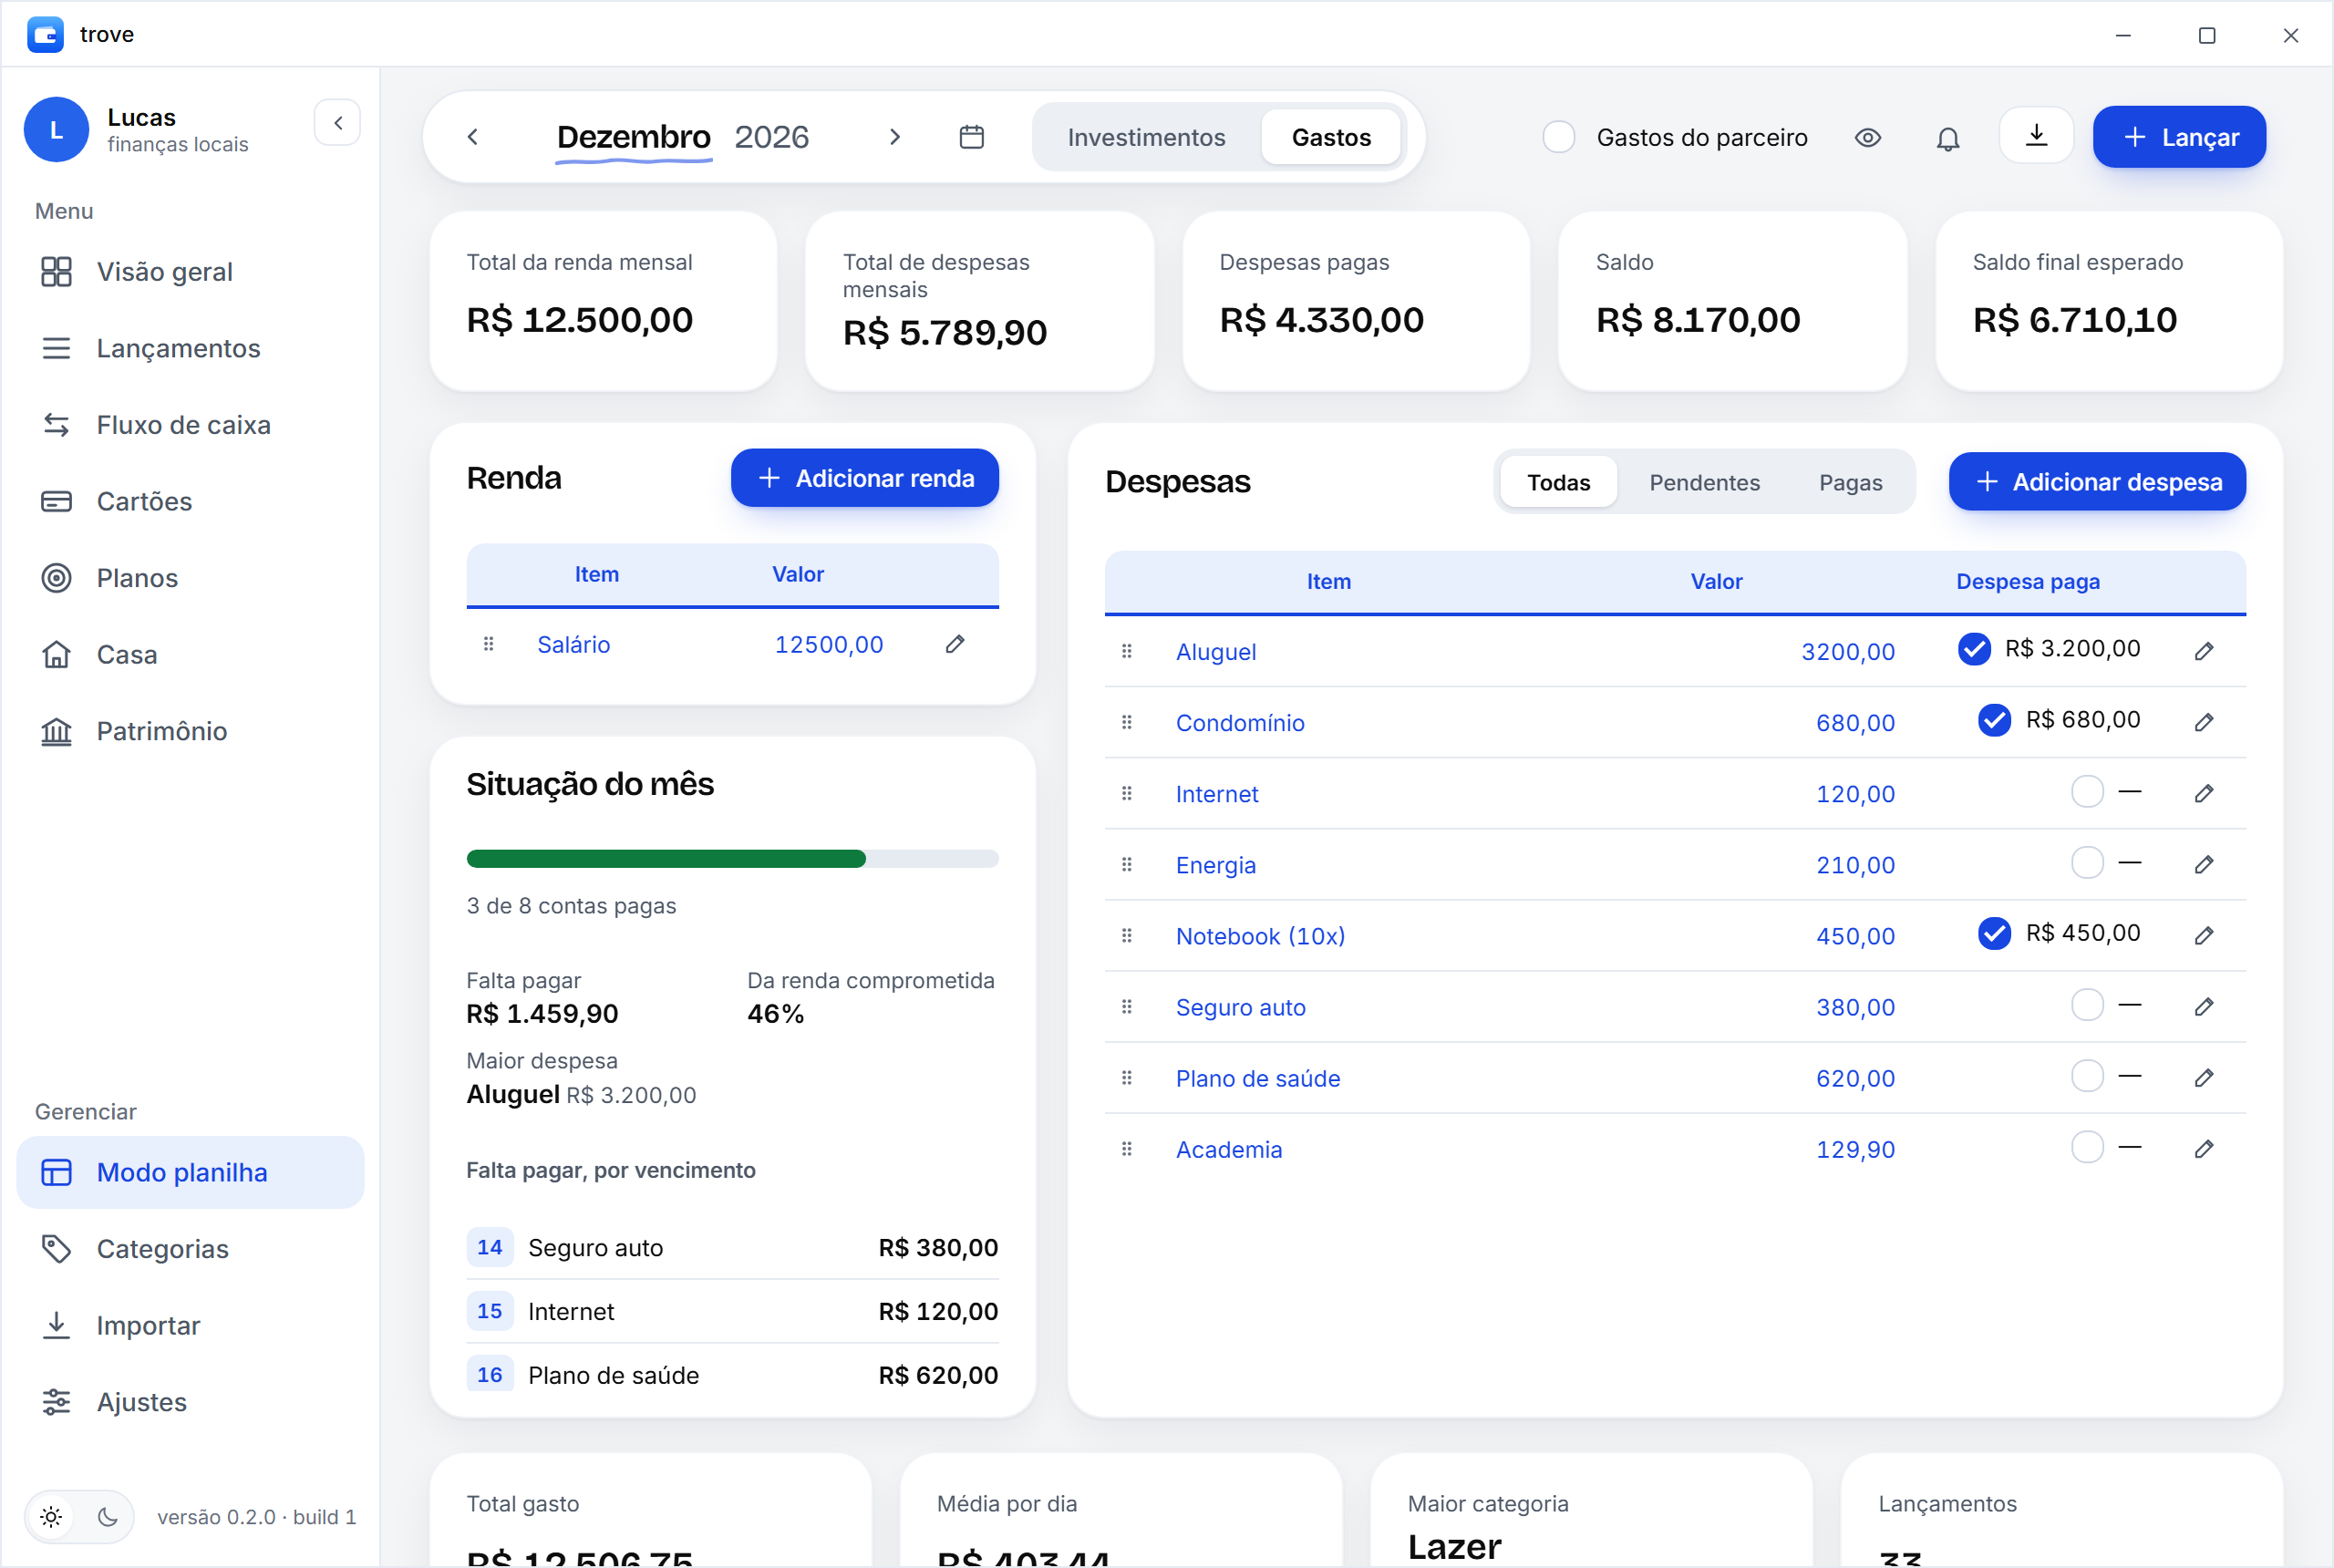 trove
L
Lucas
finanças locais
Menu
Visão geral
Lançamentos
Fluxo de caixa
Cartões
Planos
Casa
Patrimônio
Gerenciar
Modo planilha
Categorias
Importar
Ajustes
versão 0.2.0 · build 1
Dezembro 2026
Investimentos
Gastos
Gastos do parceiro
Lançar
Total da renda mensal
R$ 12.500,00
Total de despesas
mensais
R$ 5.789,90
Despesas pagas
R$ 4.330,00
Saldo
R$ 8.170,00
Saldo final esperado
R$ 6.710,10
Renda
Adicionar renda
Item Valor
Salário 12500,00
Situação do mês
3 de 8 contas pagas
Falta pagar
R$ 1.459,90
Da renda comprometida
46%
Maior despesa
Aluguel R$ 3.200,00
Falta pagar, por vencimento
14 Seguro auto R$ 380,00
15 Internet R$ 120,00
16 Plano de saúde R$ 620,00
Despesas
Todas
Pendentes
Pagas
Adicionar despesa
Item Valor Despesa paga
Aluguel 3200,00 R$ 3.200,00
Condomínio 680,00 R$ 680,00
Internet 120,00 —
Energia 210,00 —
Notebook (10x) 450,00 R$ 450,00
Seguro auto 380,00 —
Plano de saúde 620,00 —
Academia 129,90 —
Total gasto
R$ 12.506,75
Média por dia
R$ 403,44
Maior categoria
Lazer
Lançamentos
33